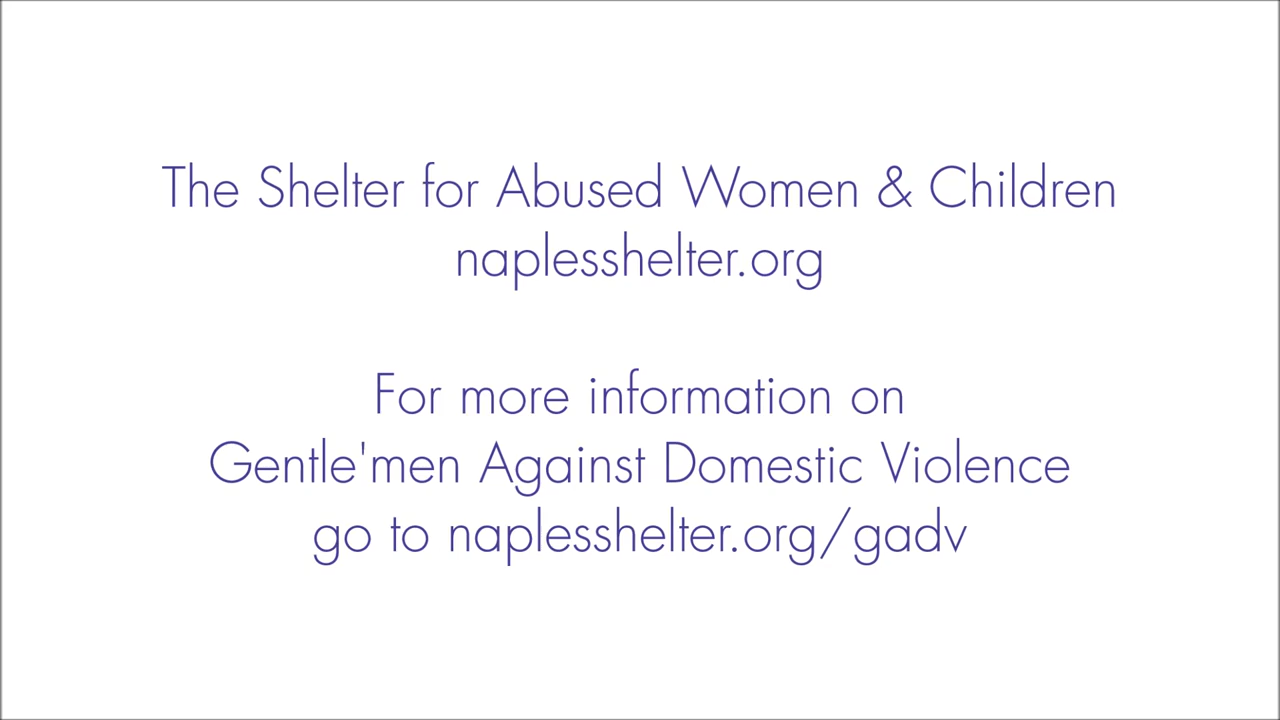 The Shelter for Abused Women & Children
naplesshelter.org
For more information on
Gentle'men Against Domestic Violence
go to naplesshelter.org/gadv